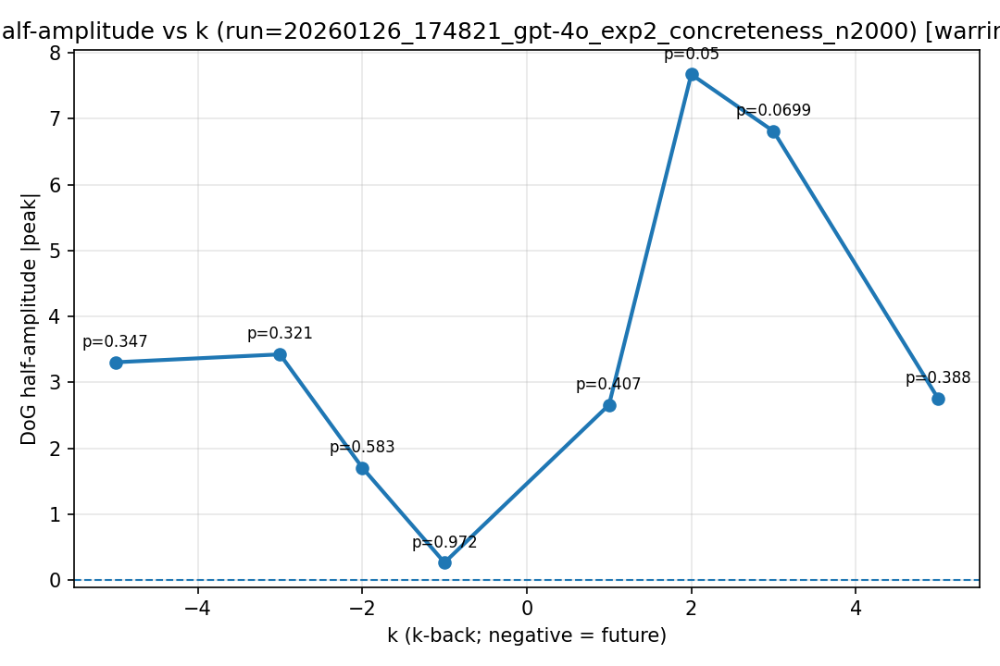 alf-amplitude vs k (run=20260126_174821_gpt-4o_exp2_concreteness_n2000) [warrin
p=0.05
p=0.0699
p=0.347
p=0.321
p=0.407
p=0.388
p=0.583
p=0.972
DoG half-amplitude |peak|
8
7
6
5
4
3
2
1
0
−4
−2
0
2
4
k (k-back; negative = future)